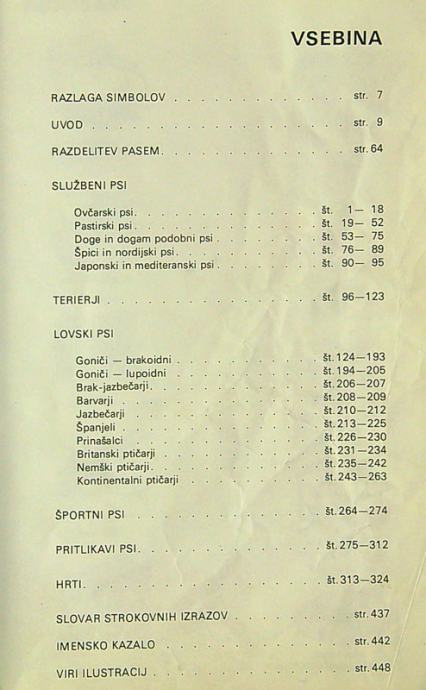 VSEBINA
RAZLAGA SIMBOLOV . . . . . . . . . . . . . . str. 7
UVOD . . . . . . . . . . . . . . . . . . . . str. 9
RAZDELITEV PASEM. . . . . . . . . . . . . . str. 64
SLUŽBENI PSI
Ovčarski psi. . . . . . . . . . . . . . . št. 1— 18
Pastirski psi. . . . . . . . . . . . . . . št. 19— 52
Doge in dogam podobni psi . . . . . . . . št. 53— 75
Špici in nordijski psi. . . . . . . . . . . št. 76— 89
Japonski in mediteranski psi . . . . . . . . št. 90— 95
TERIERJI . . . . . . . . . . . . . . . . . št. 96—123
LOVSKI PSI
Goniči — brakoidni . . . . . . . . . . . št. 124—193
Goniči — lupoidni . . . . . . . . . . . . št. 194—205
Brak-jazbečarji. . . . . . . . . . . . . št. 206—207
Barvarji . . . . . . . . . . . . . . . . št. 208—209
Jazbečarji . . . . . . . . . . . . . . . št. 210—212
Španjeli . . . . . . . . . . . . . . . . št. 213—225
Prinašalci . . . . . . . . . . . . . . . št. 226—230
Britanski ptičarji . . . . . . . . . . . . št. 231—234
Nemški ptičarji. . . . . . . . . . . . . št. 235—242
Kontinentalni ptičarji . . . . . . . . . . št. 243—263
ŠPORTNI PSI . . . . . . . . . . . . . . št. 264—274
PRITLIKAVI PSI. . . . . . . . . . . . . št. 275—312
HRTI. . . . . . . . . . . . . . . . . . št. 313—324
SLOVAR STROKOVNIH IZRAZOV . . . . . . . . str. 437
IMENSKO KAZALO . . . . . . . . . . . . . str. 442
VIRI ILUSTRACIJ . . . . . . . . . . . . . str. 448